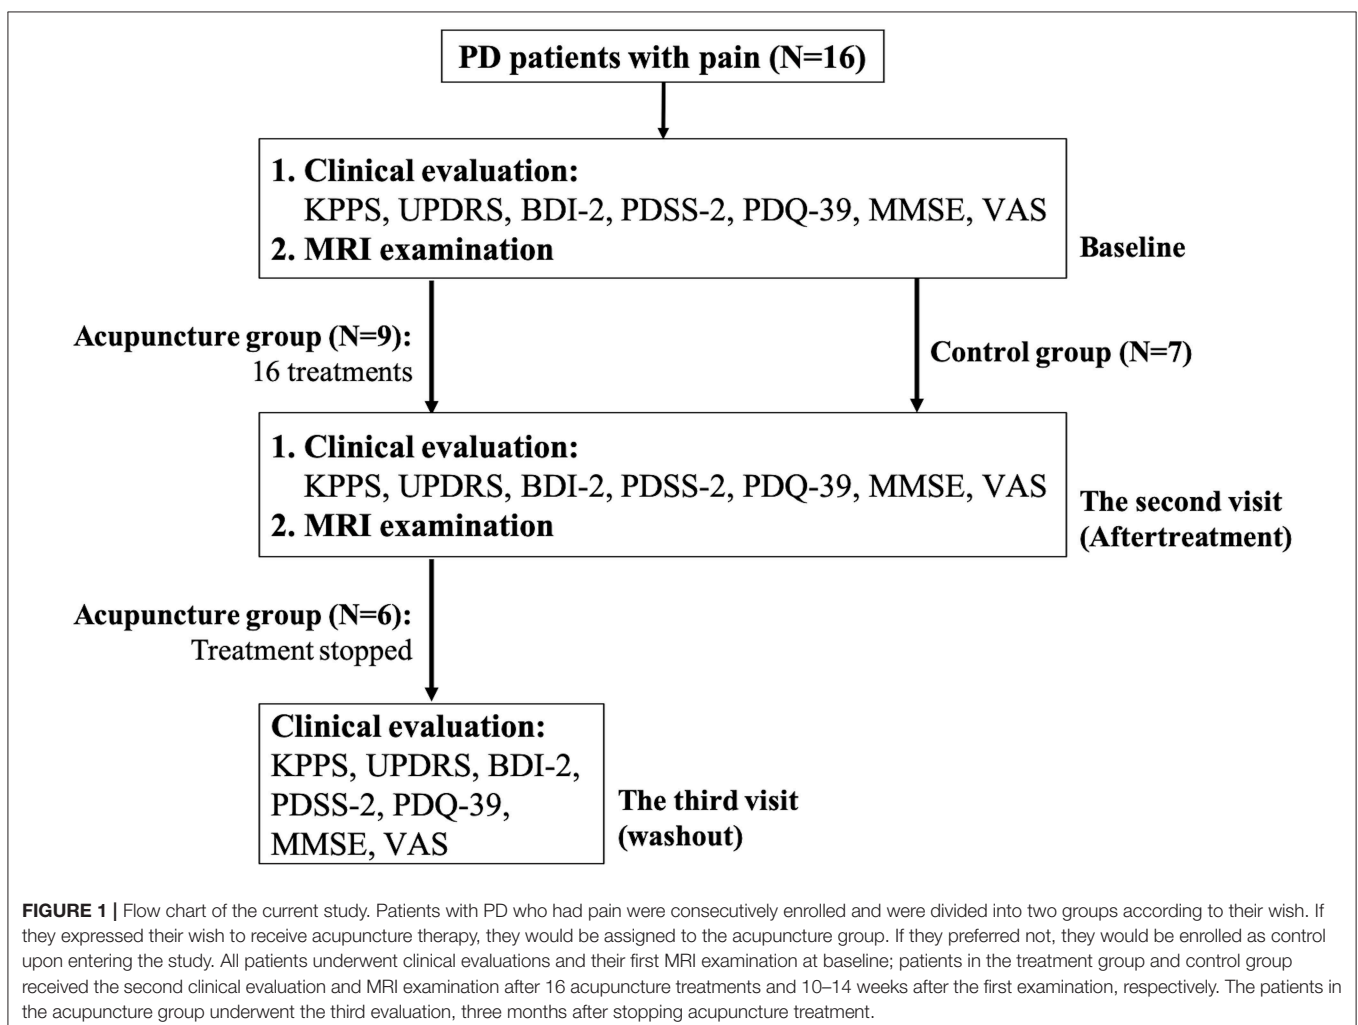 PD patients with pain (N=16)
1. Clinical evaluation:
KPPS, UPDRS, BDI-2, PDSS-2, PDQ-39, MMSE, VAS
2. MRI examination
Baseline
Acupuncture group (N=9):
16 treatments
Control group (N=7)
1. Clinical evaluation:
KPPS, UPDRS, BDI-2, PDSS-2, PDQ-39, MMSE, VAS
2. MRI examination
The second visit
(Aftertreatment)
Acupuncture group (N=6):
Treatment stopped
Clinical evaluation:
KPPS, UPDRS, BDI-2,
PDSS-2, PDQ-39,
MMSE, VAS
The third visit
(washout)
FIGURE 1 | Flow chart of the current study. Patients with PD who had pain were consecutively enrolled and were divided into two groups according to their wish. If
they expressed their wish to receive acupuncture therapy, they would be assigned to the acupuncture group. If they preferred not, they would be enrolled as control
upon entering the study. All patients underwent clinical evaluations and their first MRI examination at baseline; patients in the treatment group and control group
received the second clinical evaluation and MRI examination after 16 acupuncture treatments and 10–14 weeks after the first examination, respectively. The patients in
the acupuncture group underwent the third evaluation, three months after stopping acupuncture treatment.